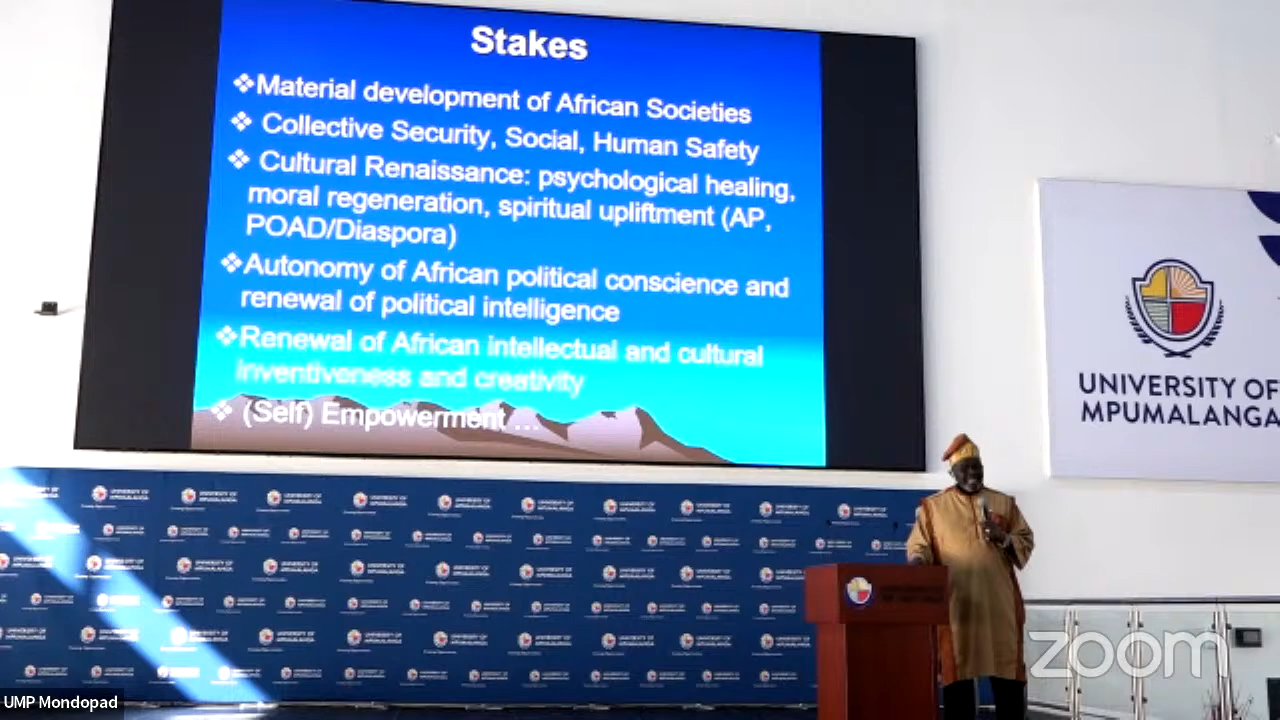 Stakes
❖Material development of African Societies
❖ Collective Security, Social, Human Safety
❖ Cultural Renaissance: psychological healing,
moral regeneration, spiritual upliftment (AP,
POAD/Diaspora)
❖Autonomy of African political conscience and
renewal of political intelligence
❖Renewal of African intellectual and cultural
inventiveness and creativity
❖ (Self) Empowerment ...
UNIVERSITY OF
MPUMALANGA
zoom
UMP Mondopad